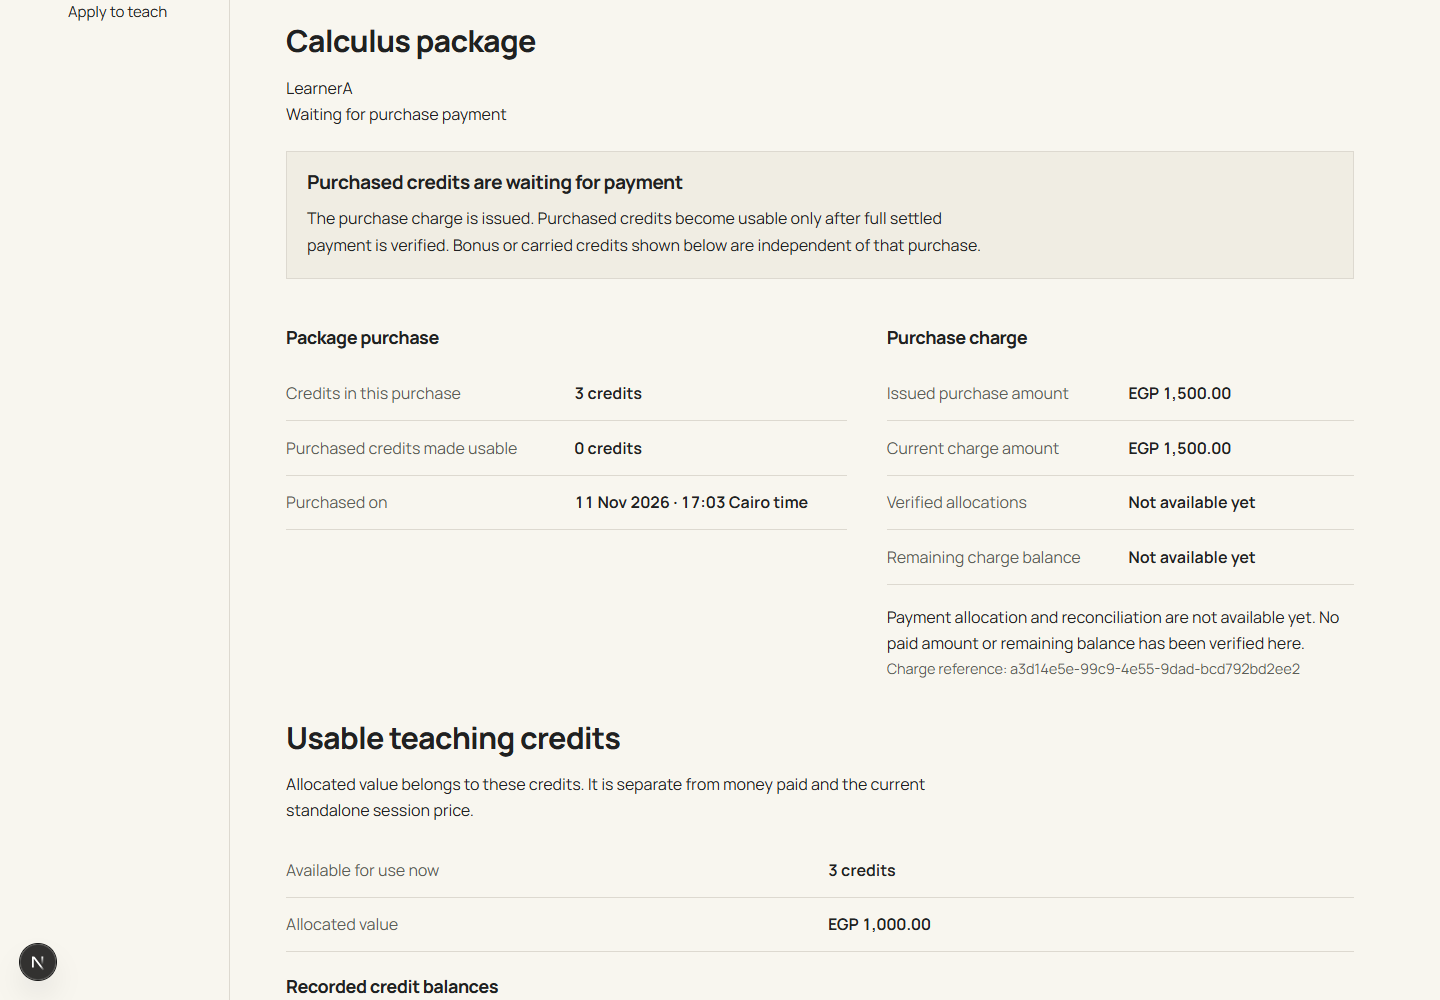 Apply to teach
Calculus package
LearnerA
Waiting for purchase payment
Purchased credits are waiting for payment
The purchase charge is issued. Purchased credits become usable only after full settled
payment is verified. Bonus or carried credits shown below are independent of that purchase.
Package purchase
Credits in this purchase 3 credits
Purchased credits made usable 0 credits
Purchased on 11 Nov 2026 · 17:03 Cairo time
Purchase charge
Issued purchase amount EGP 1,500.00
Current charge amount EGP 1,500.00
Verified allocations Not available yet
Remaining charge balance Not available yet
Payment allocation and reconciliation are not available yet. No
paid amount or remaining balance has been verified here.
Charge reference: a3d14e5e-99c9-4e55-9dad-bcd792bd2ee2
Usable teaching credits
Allocated value belongs to these credits. It is separate from money paid and the current
standalone session price.
Available for use now 3 credits
Allocated value EGP 1,000.00
Recorded credit balances
N